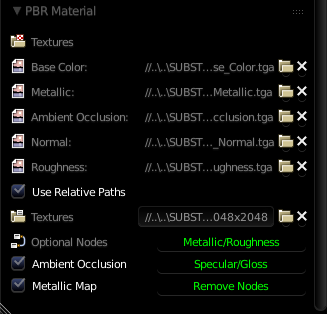 PBR Material
Textures
Base Color: //..\..\SUBST...se_Color.tga
Metallic: //..\..\SUBST...Metallic.tga
Ambient Occlusion: //..\..\SUBST...cclusion.tga
Normal: //..\..\SUBST..._Normal.tga
Roughness: //..\..\SUBST...ughness.tga
Use Relative Paths
Textures //..\..\SUBST...048x2048
Optional Nodes Metallic/Roughness
Ambient Occlusion Specular/Gloss
Metallic Map Remove Nodes